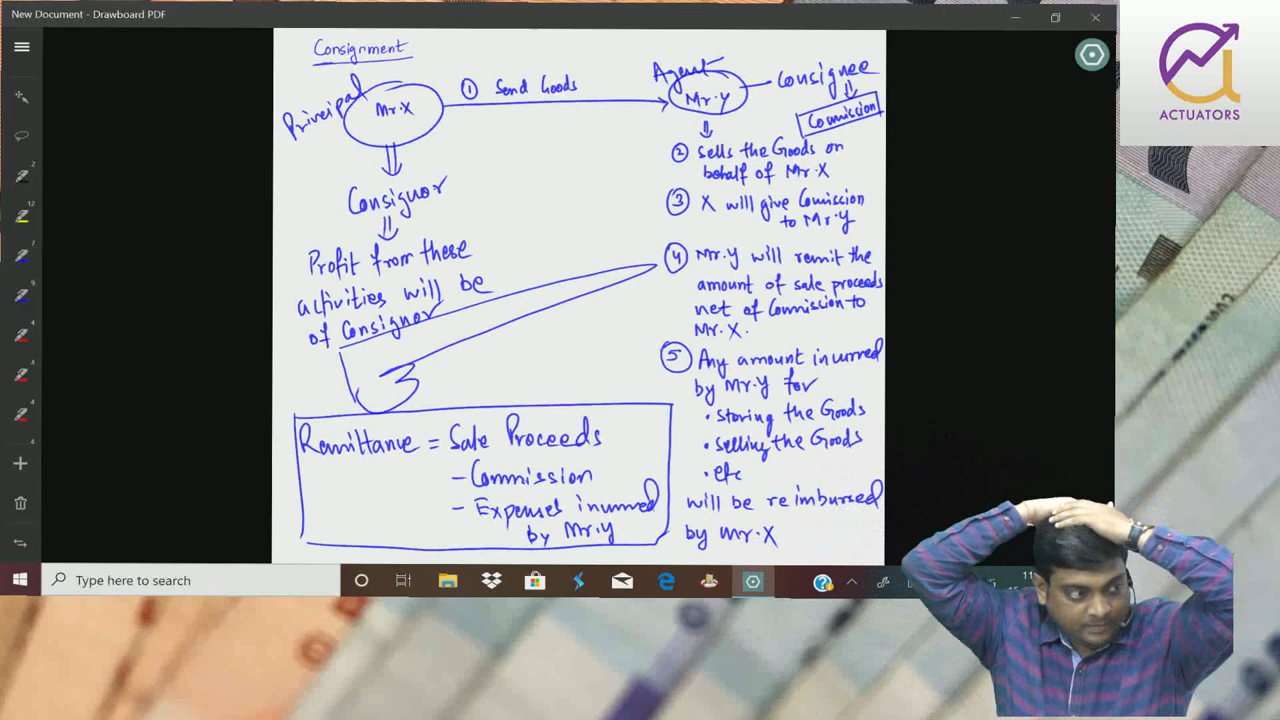 New Document - Drawboard PDF
ACTUATORS
Consignment
Principal
Mr.X
① Send Goods
Agent
Mr.Y
Consignee
Commission
Consignor
Profit from these
activities will be
of Consignor
② Sells the Goods on
behalf of Mr.X
③ X will give Comission
to Mr.Y
④ Mr.Y will remit the
amount of sale proceeds
net of Commission to
Mr.X.
⑤ Any amount incurred
by Mr.Y for
• storing the Goods
• selling the Goods
• etc
will be reimbursed
by Mr.X
Remittance = Sale Proceeds
- Commission
- Expenses incurred
by Mr.Y
Type here to search